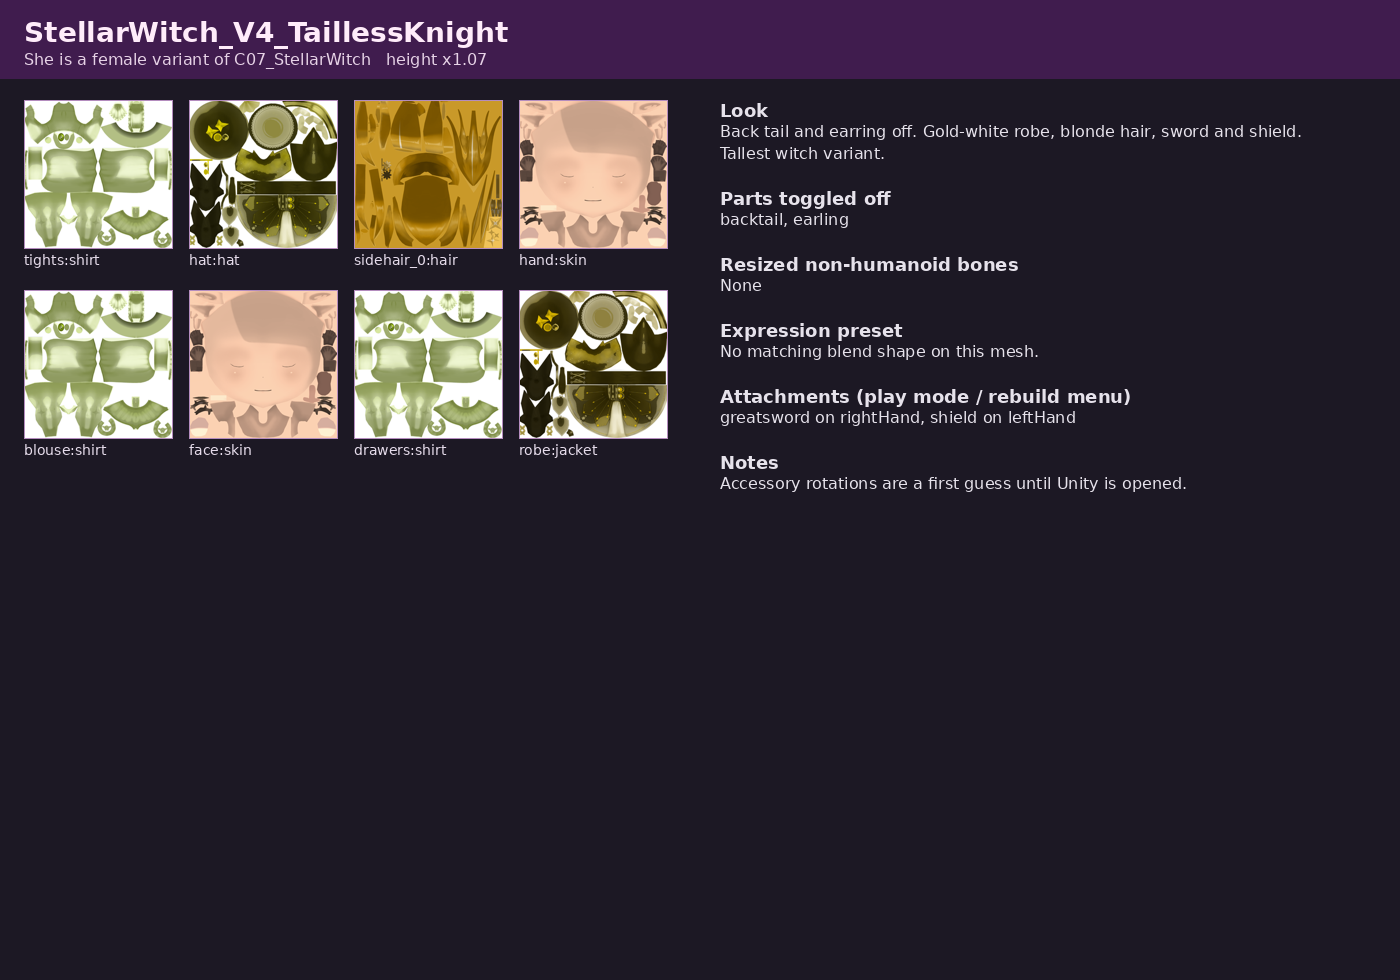 StellarWitch_V4_TaillessKnight
She is a female variant of C07_StellarWitch   height x1.07
tights:shirt
hat:hat
sidehair_0:hair
hand:skin
blouse:shirt
face:skin
drawers:shirt
robe:jacket
Look
Back tail and earring off. Gold-white robe, blonde hair, sword and shield.
Tallest witch variant.
Parts toggled off
backtail, earling
Resized non-humanoid bones
None
Expression preset
No matching blend shape on this mesh.
Attachments (play mode / rebuild menu)
greatsword on rightHand, shield on leftHand
Notes
Accessory rotations are a first guess until Unity is opened.